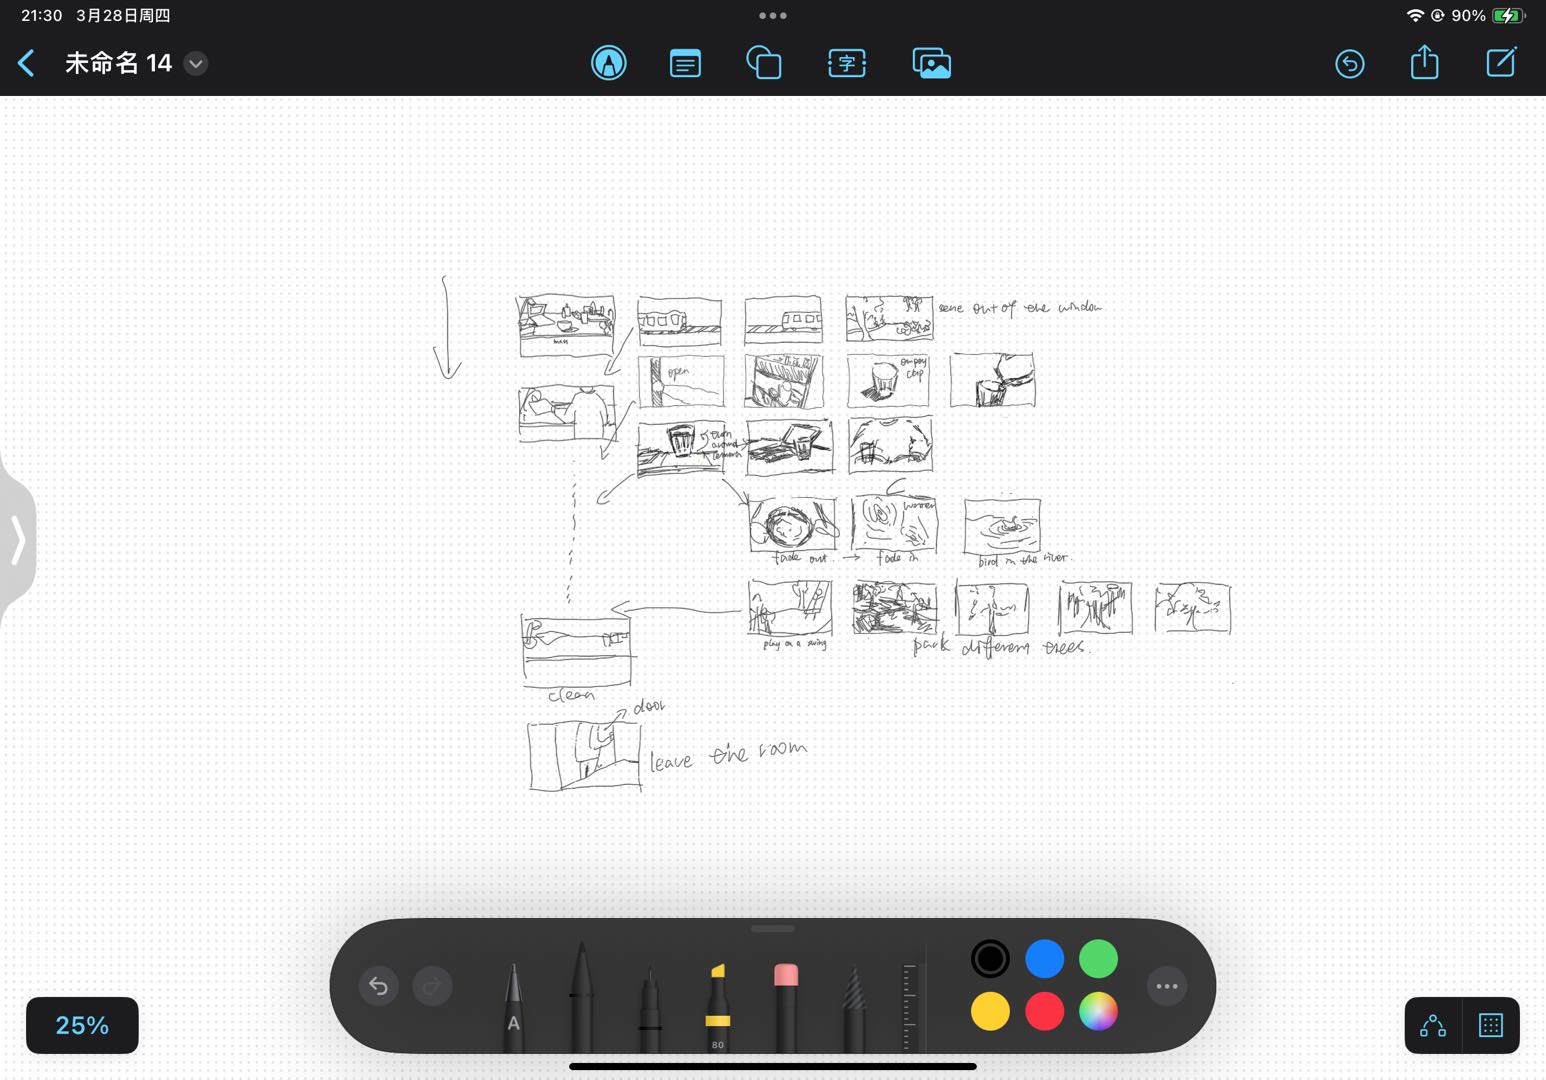 21:30 3月28日周四
90%
未命名 14
字
sene out of the window
open
empty
cup
turn
around
camera
water
fade out. → fade in
bird in the river.
play on a swing
park different trees.
clean
door
leave the room
A
80
25%